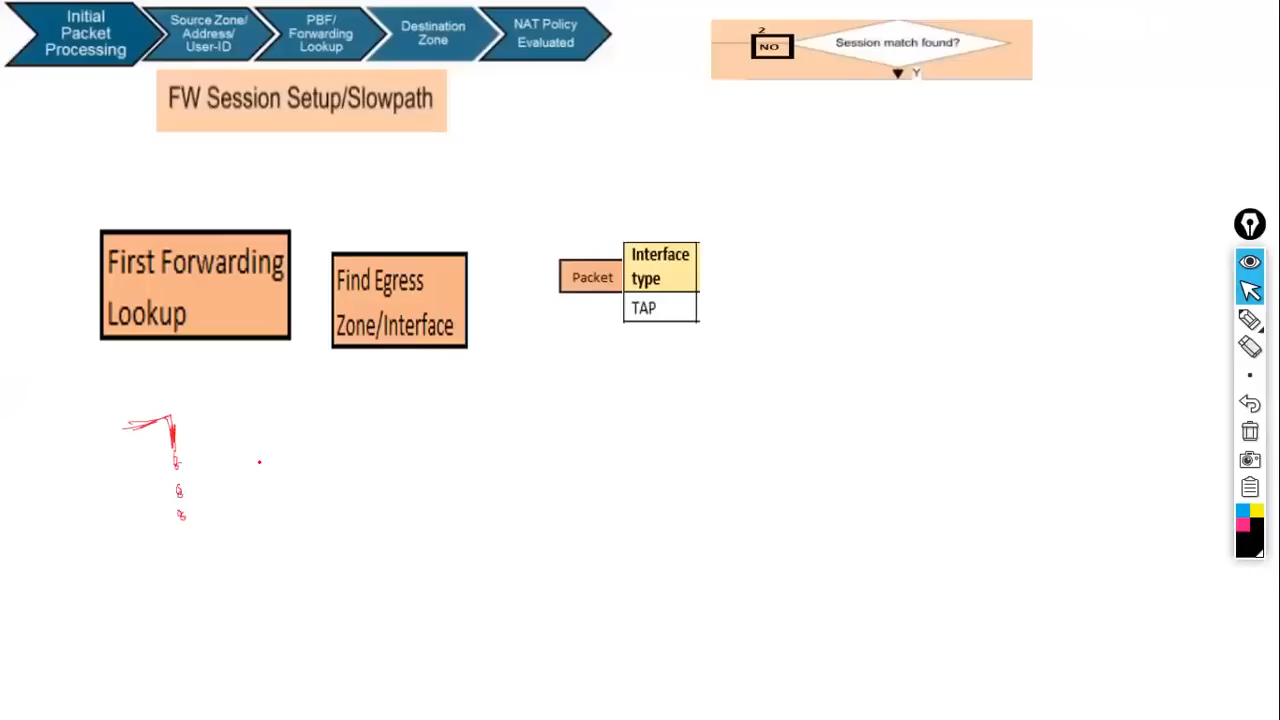 Initial
Packet
Processing
Source Zone/
Address/
User-ID
PBF/
Forwarding
Lookup
Destination
Zone
NAT Policy
Evaluated
2
NO
Session match found?
Y
FW Session Setup/Slowpath
First Forwarding
Lookup
Find Egress
Zone/Interface
Packet
Interface
type
TAP